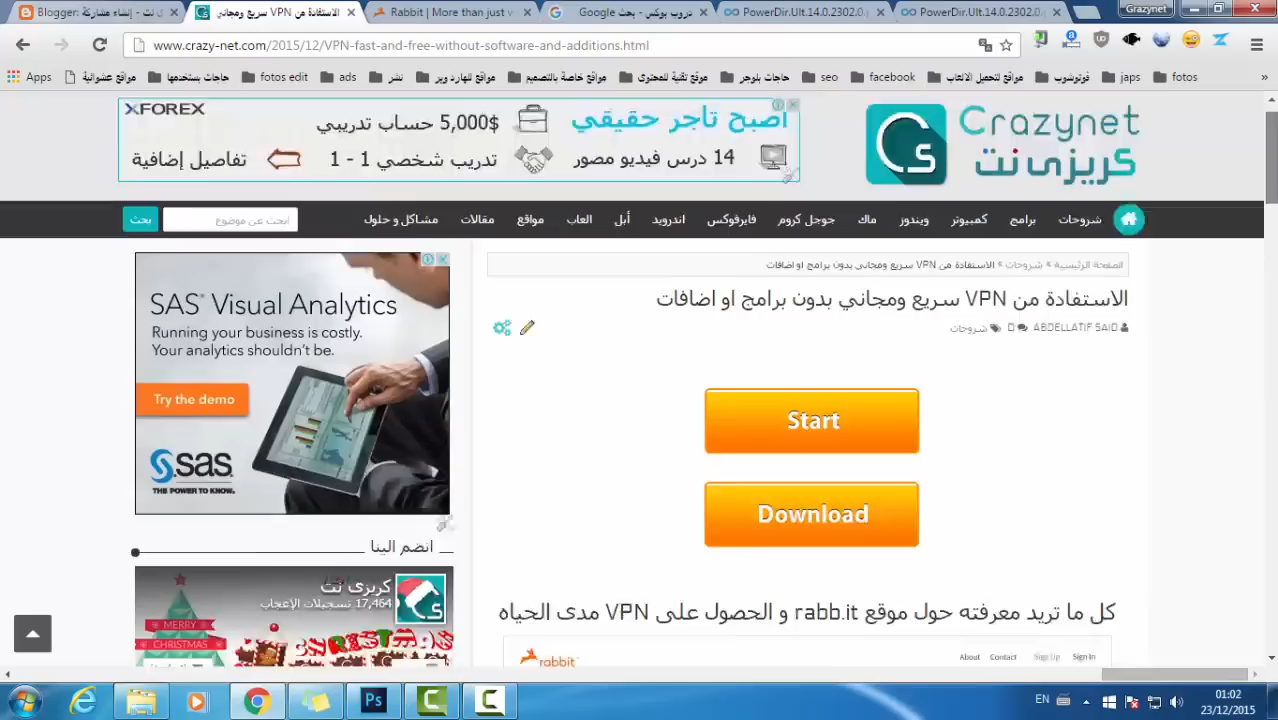 Blogger: كريزي نت - إنشاء مشاركة
الاستفادة من VPN سريع ومجاني
Rabbit | More than just v
دروب بوكس - بحث Google
PowerDir.Ult.14.0.2302.0.
PowerDir.Ult.14.0.2302.0.
Grazynet
www.crazy-net.com/2015/12/VPN-fast-and-free-without-software-and-additions.html
Apps
مواقع عشوائية
حاجات بستخدمها
fotos edit
ads
نشر
مواقع للهارد وير
مواقع خاصة بالتصميم
مواقع تقنية للمحتوى
حاجات بلوجر
seo
facebook
مواقع لتحميل الالعاب
فوتوشوب
japs
fotos
»
XFOREX
5,000$ حساب تدريبي
اصبح تاجر حقيقي
تفاصيل إضافية
تدريب شخصي 1 - 1
14 درس فيديو مصور
Crazynet
كريزى نت
شروحات
برامج
كمبيوتر
ويندوز
ماك
جوجل كروم
فايرفوكس
اندرويد
أبل
العاب
مواقع
مقالات
مشاكل و حلول
ابحث عن موضوع
بحث
الصفحة الرئيسية » شروحات » الاستفادة من VPN سريع ومجاني بدون برامج او اضافات
الاستفادة من VPN سريع ومجاني بدون برامج او اضافات
ABDELLATIF SAID
شروحات
SAS® Visual Analytics
Running your business is costly.
Your analytics shouldn't be.
Try the demo
sas
THE POWER TO KNOW.
Start
Download
انضم الينا
كريزى نت
17,464 تسجيلات الإعجاب
MERRY
CHRISTMAS
CHRISTMAS
كل ما تريد معرفته حول موقع rabb.it و الحصول على VPN مدى الحياه
rabbit
About
Contact
Sign Up
Sign In
EN
01:02
23/12/2015